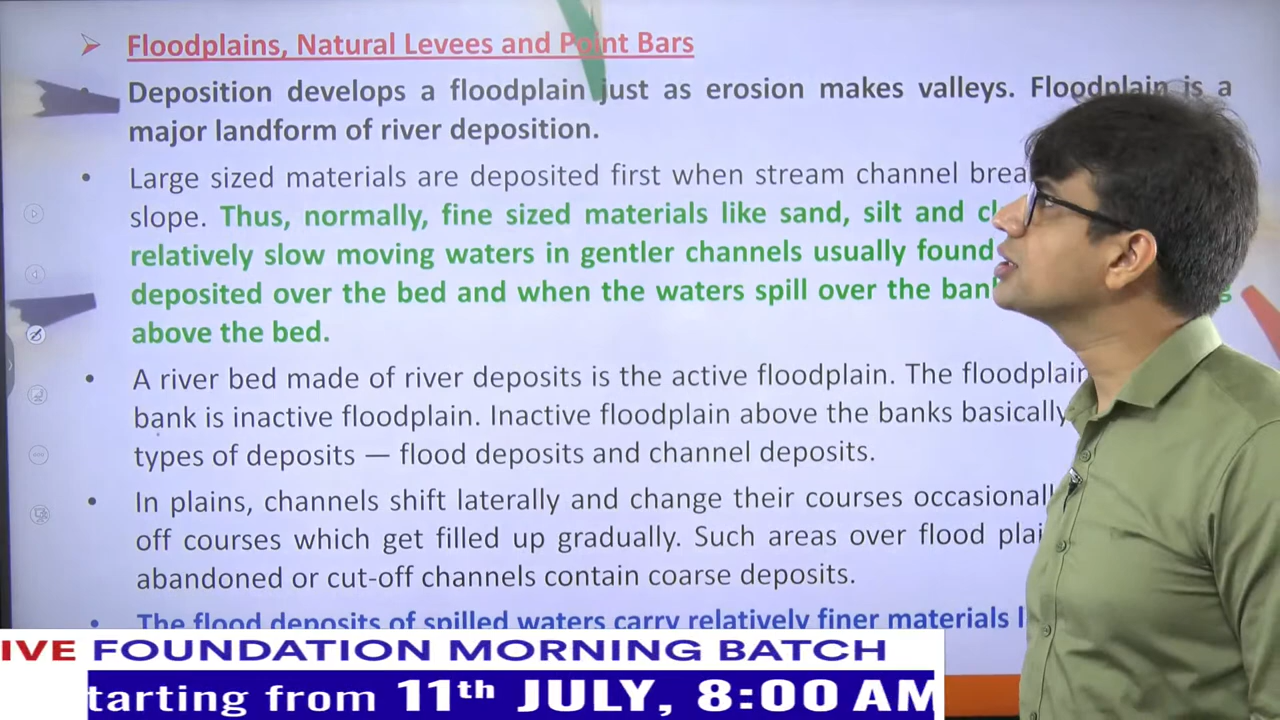 Floodplains, Natural Levees and Point Bars
Deposition develops a floodplain just as erosion makes valleys. Floodplain is a
major landform of river deposition.
Large sized materials are deposited first when stream channel brea
slope. Thus, normally, fine sized materials like sand, silt and cl
relatively slow moving waters in gentler channels usually found
deposited over the bed and when the waters spill over the ban
above the bed.
A river bed made of river deposits is the active floodplain. The floodplain
bank is inactive floodplain. Inactive floodplain above the banks basically
types of deposits — flood deposits and channel deposits.
In plains, channels shift laterally and change their courses occasionall
off courses which get filled up gradually. Such areas over flood plai
abandoned or cut-off channels contain coarse deposits.
The flood deposits of spilled waters carry relatively finer materials l
IVE FOUNDATION MORNING BATCH
tarting from 11th JULY, 8:00 AM